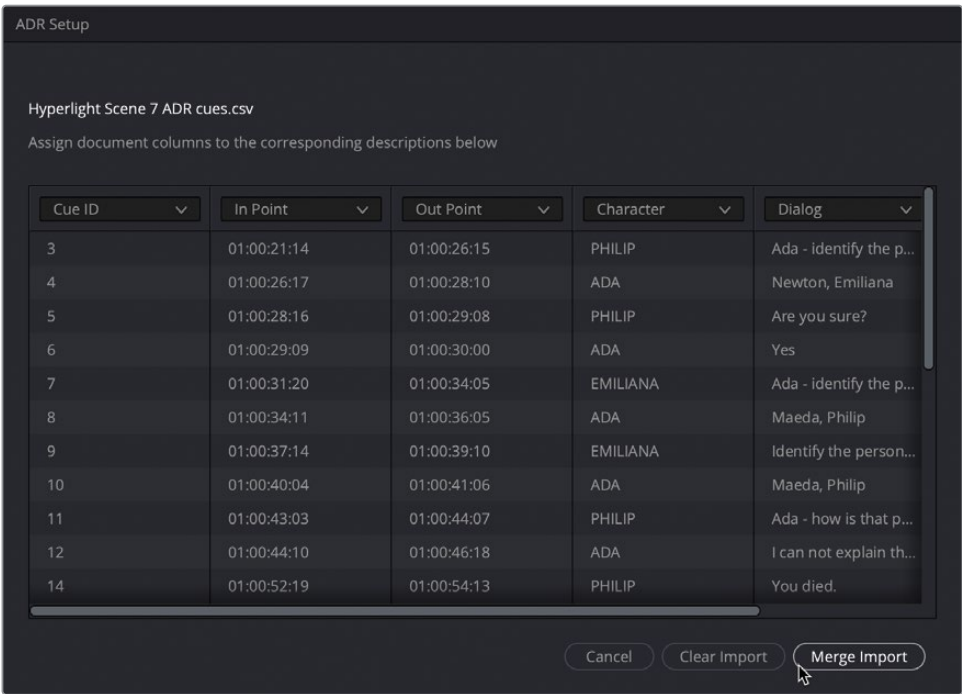 ADR Setup
Hyperlight Scene 7 ADR cues.csv
Assign document columns to the corresponding descriptions below
Cue ID In Point Out Point Character Dialog
3 01:00:21:14 01:00:26:15 PHILIP Ada - identify the p...
4 01:00:26:17 01:00:28:10 ADA Newton, Emiliana
5 01:00:28:16 01:00:29:08 PHILIP Are you sure?
6 01:00:29:09 01:00:30:00 ADA Yes
7 01:00:31:20 01:00:34:05 EMILIANA Ada - identify the p...
8 01:00:34:11 01:00:36:05 ADA Maeda, Philip
9 01:00:37:14 01:00:39:10 EMILIANA Identify the person...
10 01:00:40:04 01:00:41:06 ADA Maeda, Philip
11 01:00:43:03 01:00:44:07 PHILIP Ada - how is that p...
12 01:00:44:10 01:00:46:18 ADA I can not explain th...
14 01:00:52:19 01:00:54:13 PHILIP You died.
Cancel Clear Import Merge Import